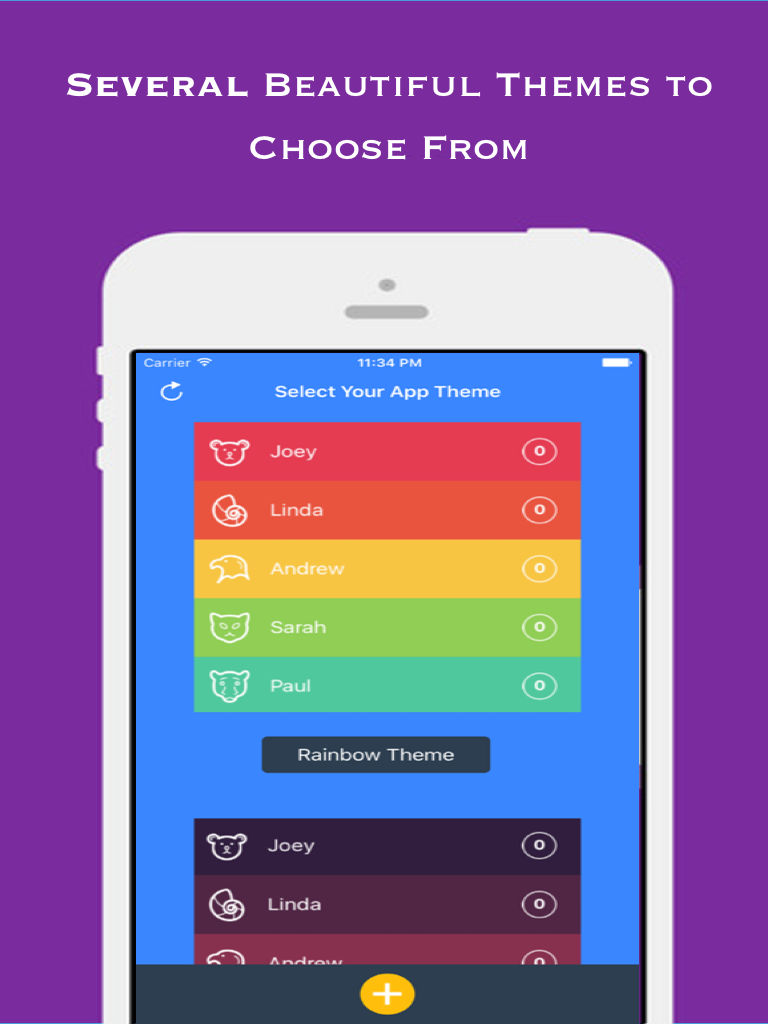 Several Beautiful Themes to
Choose From
Carrier 11:34 PM
Select Your App Theme
Joey 0
Linda 0
Andrew 0
Sarah 0
Paul 0
Rainbow Theme
Joey 0
Linda 0
Andrew 0